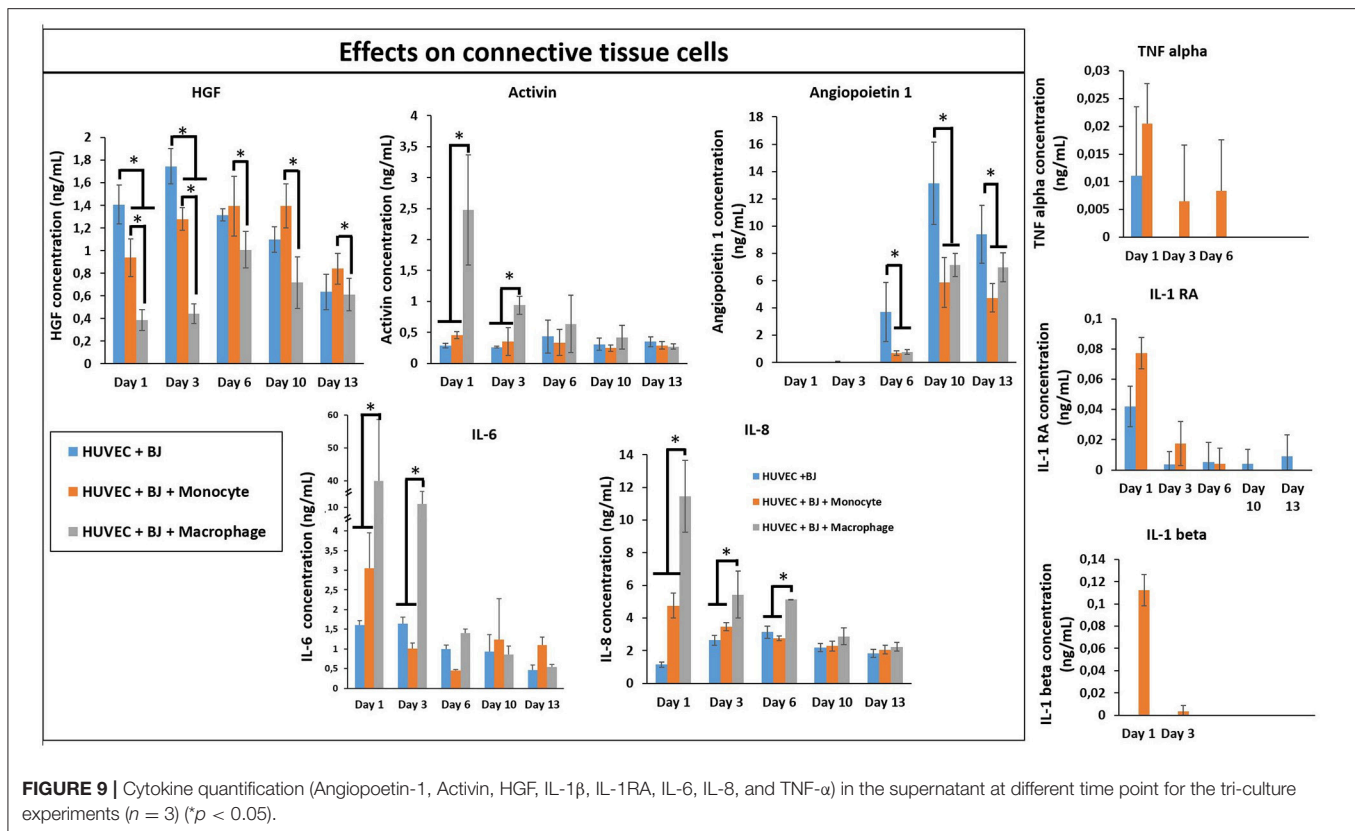 Effects on connective tissue cells
HGF
HGF concentration (ng/mL)
2
1,8
1,6
1,4
1,2
1
0,8
0,6
0,4
0,2
0
*
*
*
*
*
*
*
Day 1 Day 3 Day 6 Day 10 Day 13
Activin
Activin concentration (ng/mL)
4
3,5
3
2,5
2
1,5
1
0,5
0
*
*
Day 1 Day 3 Day 6 Day 10 Day 13
Angiopoietin 1
Angiopoietin 1 concentration
(ng/mL)
18
16
14
12
10
8
6
4
2
0
*
*
*
Day 1 Day 3 Day 6 Day 10 Day 13
HUVEC + BJ
HUVEC + BJ + Monocyte
HUVEC + BJ + Macrophage
IL-6
IL-6 concentration (ng/mL)
60
40
10
4
3,5
3
2,5
2
1,5
1
0,5
0
*
*
Day 1 Day 3 Day 6 Day 10 Day 13
IL-8
IL-8 concentration (ng/mL)
14
12
10
8
6
4
2
0
*
*
*
HUVEC +BJ
HUVEC + BJ + Monocyte
HUVEC + BJ + Macrophage
Day 1 Day 3 Day 6 Day 10 Day 13
TNF alpha
TNF alpha concentration
(ng/mL)
0,03
0,025
0,02
0,015
0,01
0,005
0
Day 1 Day 3 Day 6
IL-1 RA
IL-1 RA concentration
(ng/mL)
0,1
0,08
0,06
0,04
0,02
0
Day 1 Day 3 Day 6 Day Day
10 13
IL-1 beta
IL-1 beta concentration
(ng/mL)
0,14
0,12
0,1
0,08
0,06
0,04
0,02
0
Day 1 Day 3
FIGURE 9 | Cytokine quantification (Angiopoetin-1, Activin, HGF, IL-1β, IL-1RA, IL-6, IL-8, and TNF-α) in the supernatant at different time point for the tri-culture
experiments (n = 3) (*p < 0.05).